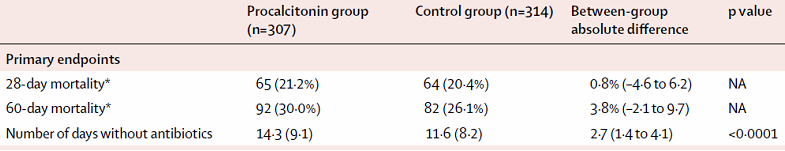 Procalcitonin group (n=307) Control group (n=314) Between-group absolute difference p value
Primary endpoints
28-day mortality* 65 (21·2%) 64 (20·4%) 0·8% (–4·6 to 6·2) NA
60-day mortality* 92 (30·0%) 82 (26·1%) 3·8% (–2·1 to 9·7) NA
Number of days without antibiotics 14·3 (9·1) 11·6 (8·2) 2·7 (1·4 to 4·1) <0·0001